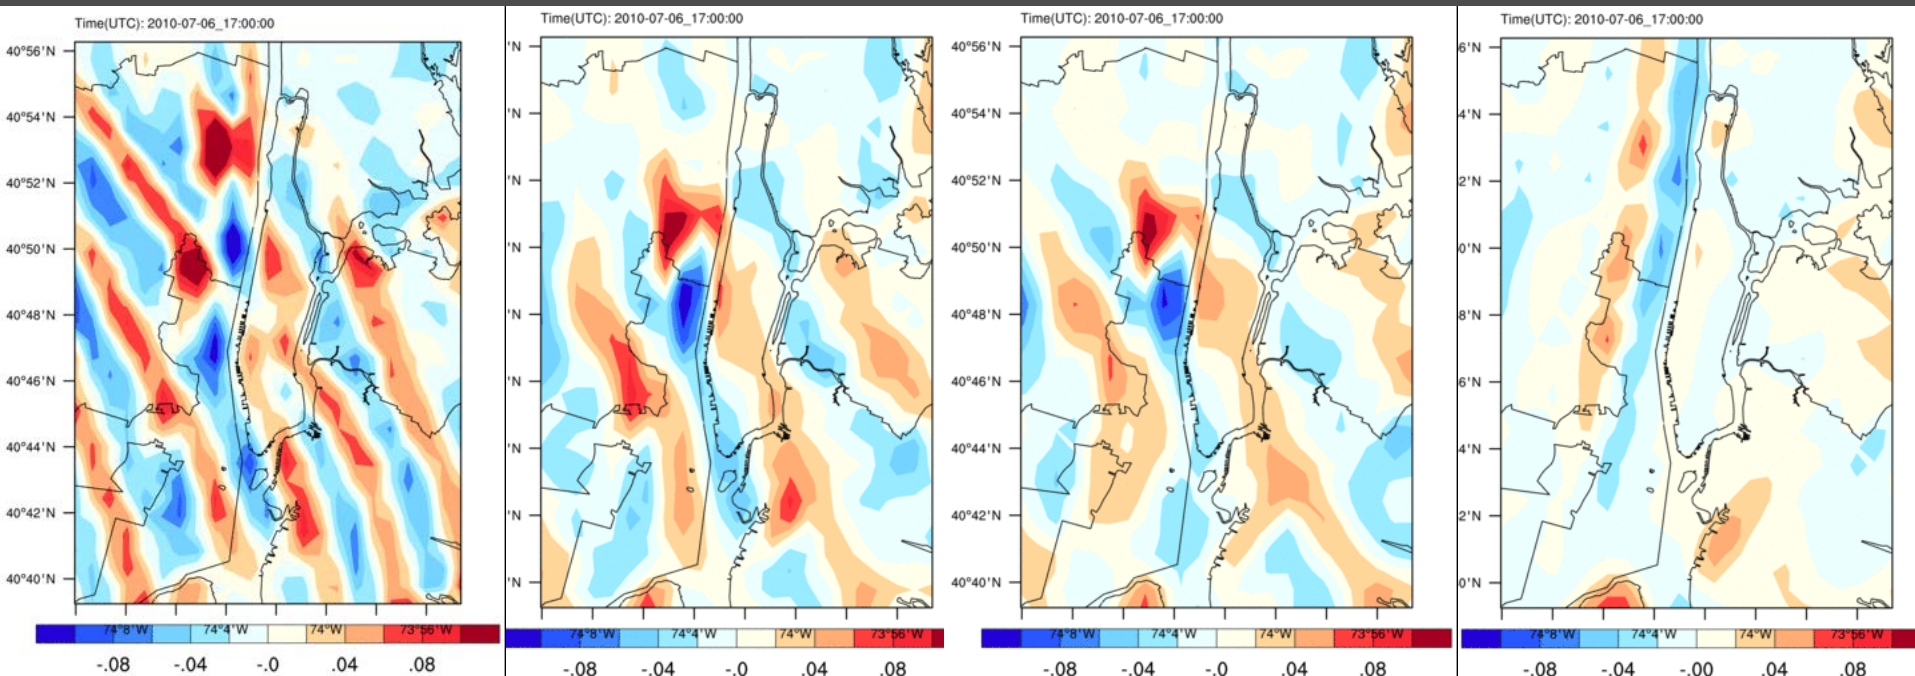 Time(UTC): 2010-07-06_17:00:00
40°56'N
40°54'N
40°52'N
40°50'N
40°48'N
40°46'N
40°44'N
40°42'N
40°40'N
74°8'W 74°4'W 74°W 73°56'W
-.08 -.04 -.0 .04 .08
Time(UTC): 2010-07-06_17:00:00
'N
'N
'N
'N
'N
'N
'N
'N
'N
74°8'W 74°4'W 74°W 73°56'W
-.08 -.04 -.0 .04 .08
Time(UTC): 2010-07-06_17:00:00
40°56'N
40°54'N
40°52'N
40°50'N
40°48'N
40°46'N
40°44'N
40°42'N
40°40'N
74°8'W 74°4'W 74°W 73°56'W
-.08 -.04 -.0 .04 .08
Time(UTC): 2010-07-06_17:00:00
6'N
4'N
2'N
0'N
8'N
6'N
4'N
2'N
0'N
74°8'W 74°4'W 74°W 73°56'W
-.08 -.04 -.00 .04 .08